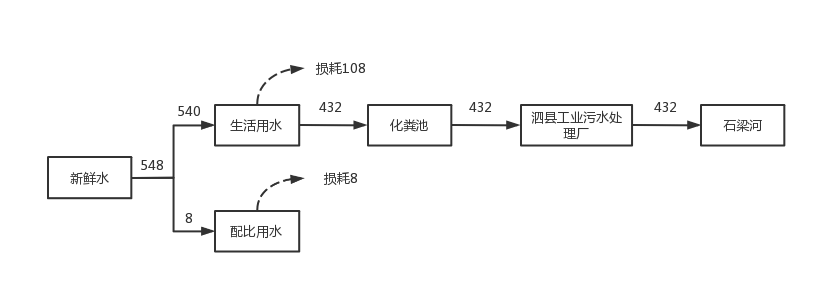 损耗108
540
432
432
432
生活用水
化粪池
泗县工业污水处
理厂
石梁河
548
新鲜水
损耗8
8
配比用水